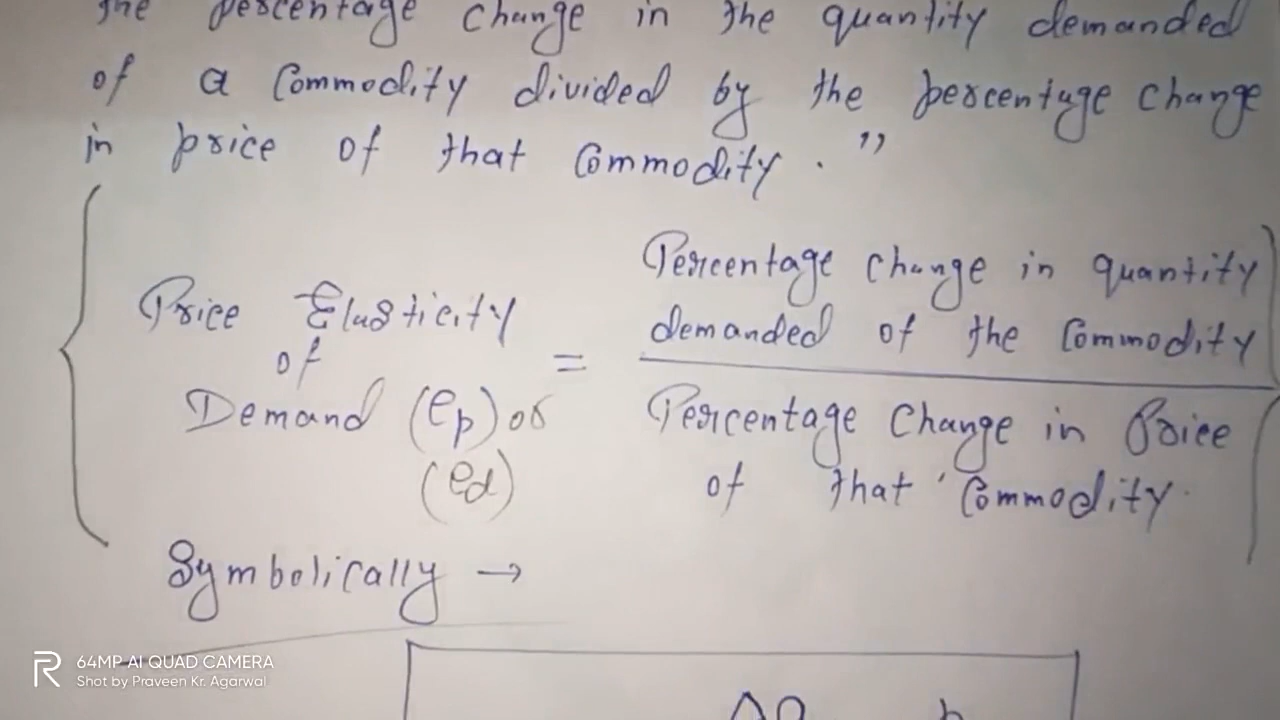 The percentage change in the quantity demanded
of a Commodity divided by the percentage change
in price of that Commodity."
Price Elasticity
of
Demand (ep) or
(ed)
=
Percentage change in quantity
demanded of the Commodity
Percentage Change in Price
of that Commodity.
Symbolically →
64MP AI QUAD CAMERA
Shot by Praveen Kr. Agarwal